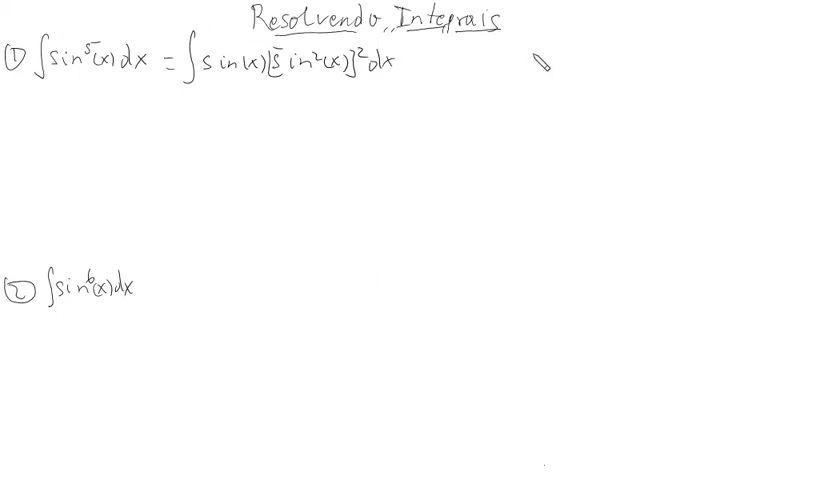 Resolvendo Integrais
① ∫sin⁵(x)dx = ∫sin(x)[sin²(x)]²dx
② ∫sin⁶(x)dx